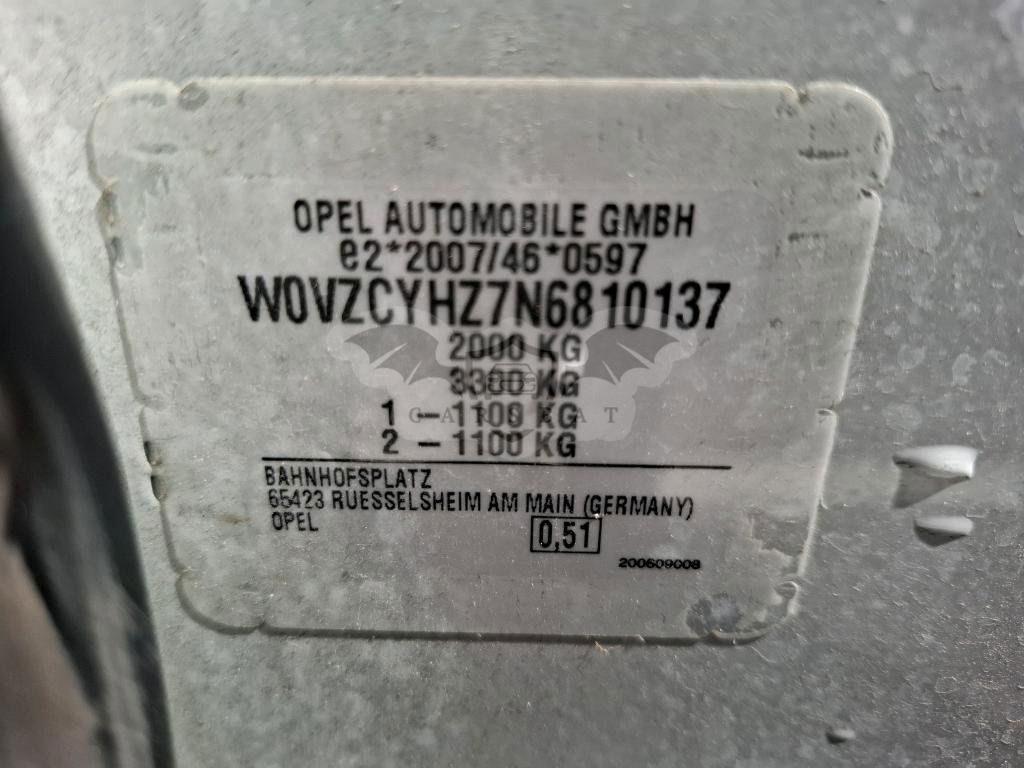 OPEL AUTOMOBILE GMBH
e2*2007/46*0597
W0VZCYHZ7N6810137
2000 KG
3300 KG
1 – 1100 KG
2 – 1100 KG
BAHNHOFSPLATZ
65423 RUESSELSHEIM AM MAIN (GERMANY)
OPEL
0,51
200609008